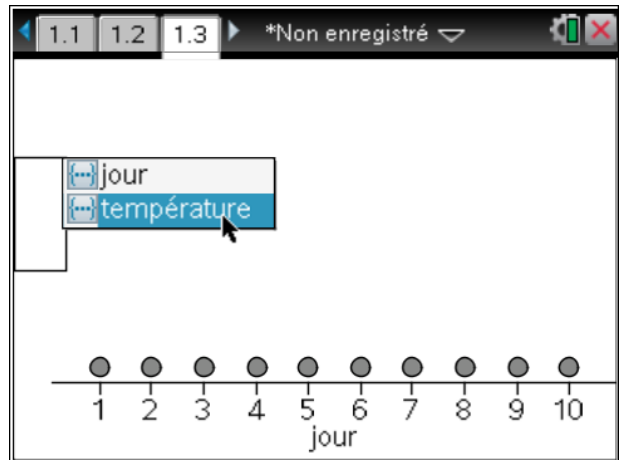 1.1 1.2 1.3 *Non enregistré
jour
température
1 2 3 4 5 6 7 8 9 10
jour